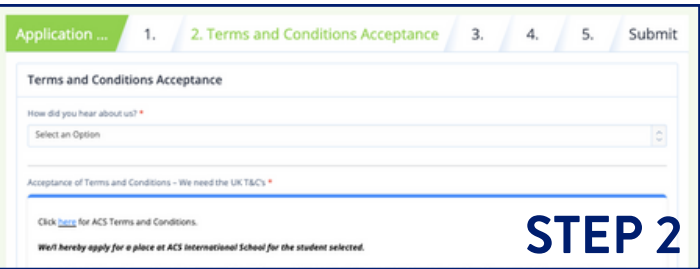 Application ... 1. 2. Terms and Conditions Acceptance 3. 4. 5. Submit
Terms and Conditions Acceptance
How did you hear about us? *
Select an Option
Acceptance of Terms and Conditions – We need the UK T&C's *
Click here for ACS Terms and Conditions.
We/I hereby apply for a place at ACS International School for the student selected.
STEP 2